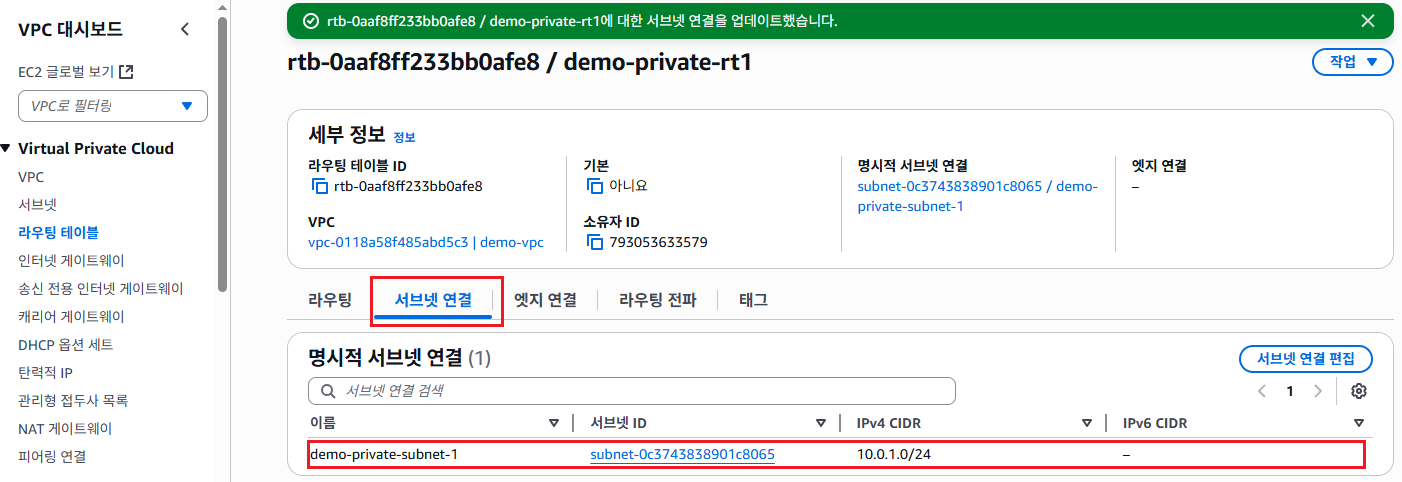 VPC 대시보드
EC2 글로벌 보기
VPC로 필터링
Virtual Private Cloud
VPC
서브넷
라우팅 테이블
인터넷 게이트웨이
송신 전용 인터넷 게이트웨이
캐리어 게이트웨이
DHCP 옵션 세트
탄력적 IP
관리형 접두사 목록
NAT 게이트웨이
피어링 연결
rtb-0aaf8ff233bb0afe8 / demo-private-rt1에 대한 서브넷 연결을 업데이트했습니다.
rtb-0aaf8ff233bb0afe8 / demo-private-rt1
작업
세부 정보 정보
라우팅 테이블 ID
rtb-0aaf8ff233bb0afe8
VPC
vpc-0118a58f485abd5c3 | demo-vpc
기본
아니요
소유자 ID
793053633579
명시적 서브넷 연결
subnet-0c3743838901c8065 / demo-
private-subnet-1
엣지 연결
–
라우팅 서브넷 연결 엣지 연결 라우팅 전파 태그
명시적 서브넷 연결 (1)
서브넷 연결 편집
서브넷 연결 검색
1
이름 서브넷 ID IPv4 CIDR IPv6 CIDR
demo-private-subnet-1 subnet-0c3743838901c8065 10.0.1.0/24 –